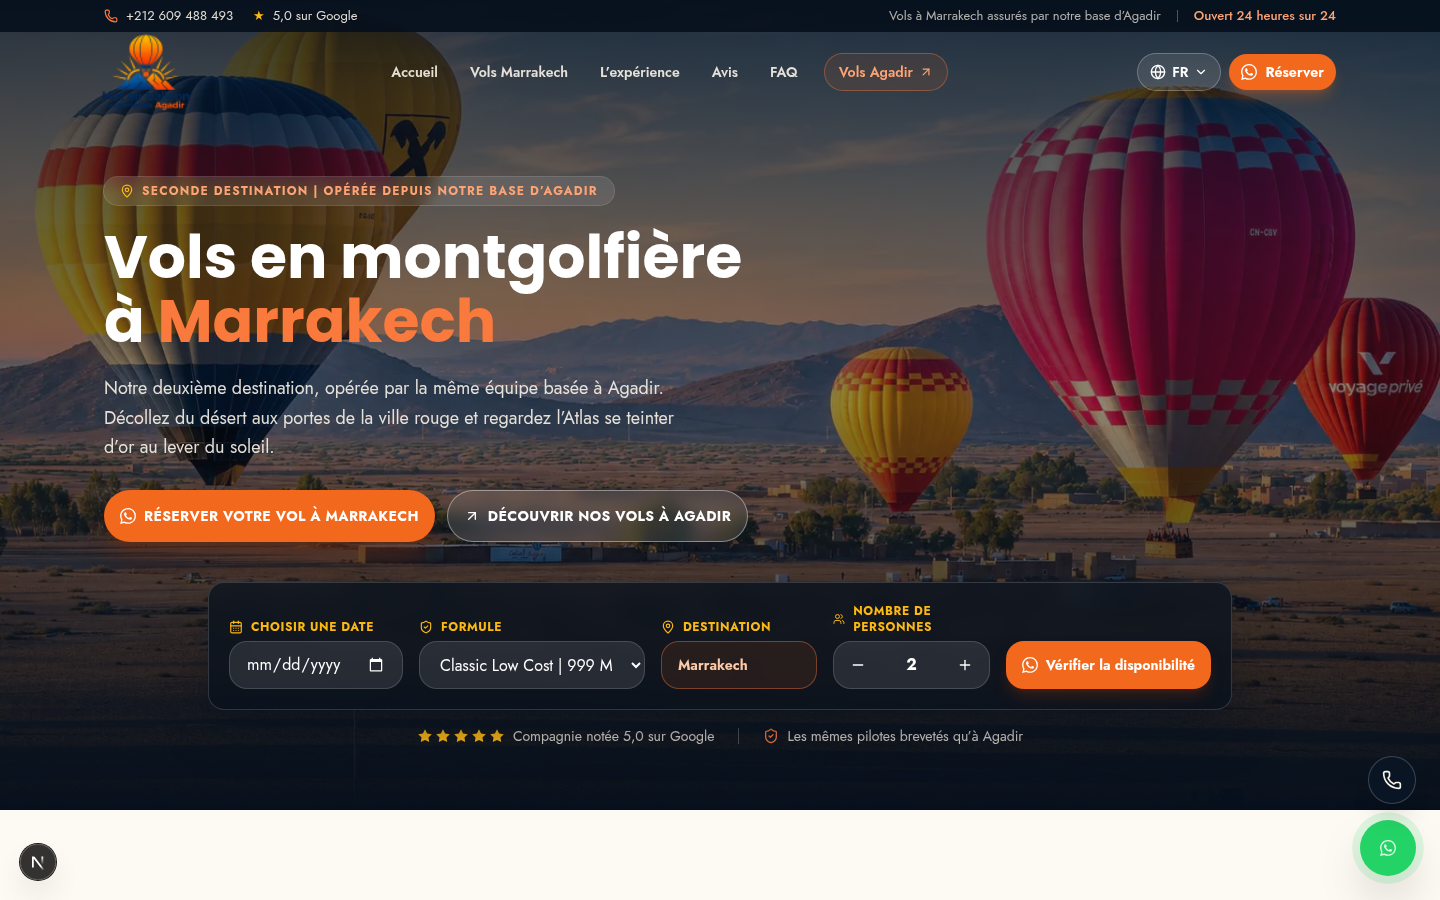 +212 609 488 493
5,0 sur Google
Vols à Marrakech assurés par notre base d'Agadir
Ouvert 24 heures sur 24
Agadir
Accueil
Vols Marrakech
L'expérience
Avis
FAQ
Vols Agadir
FR
Réserver
SECONDE DESTINATION | OPÉRÉE DEPUIS NOTRE BASE D'AGADIR
CN-CBY
Vols en montgolfière
à Marrakech
voyage privé
Notre deuxième destination, opérée par la même équipe basée à Agadir.
Décollez du désert aux portes de la ville rouge et regardez l'Atlas se teinter
d'or au lever du soleil.
RÉSERVER VOTRE VOL À MARRAKECH
DÉCOUVRIR NOS VOLS À AGADIR
CHOISIR UNE DATE
mm/dd/yyyy
FORMULE
Classic Low Cost | 999 M
DESTINATION
Marrakech
NOMBRE DE
PERSONNES
2
Vérifier la disponibilité
Compagnie notée 5,0 sur Google
Les mêmes pilotes brevetés qu'à Agadir
N